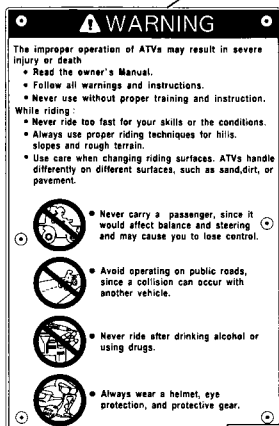 WARNING
The improper operation of ATVs may result in severe
injury or death
• Read the owner's Manual.
• Follow all warnings and instructions.
• Never use without proper training and instruction.
While riding :
• Never ride too fast for your skills or the conditions.
• Always use proper riding techniques for hills.
slopes and rough terrain.
• Use care when changing riding surfaces. ATVs handle
differently on different surfaces, such as sand,dirt, or
pavement.
• Never carry a passenger, since it
would affect balance and steering
and may cause you to lose control.
• Avoid operating on public roads,
since a collision can occur with
another vehicle.
• Never ride after drinking alcohol or
using drugs.
• Always wear a helmet, eye
protection, and protective gear.